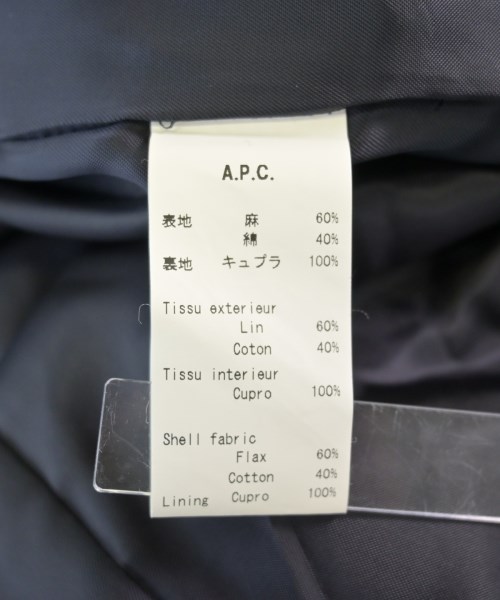 A.P.C.
表地 麻 60%
綿 40%
裏地 キュプラ 100%
Tissu exterieur
Lin 60%
Coton 40%
Tissu interieur
Cupro 100%
Shell fabric
Flax 60%
Cotton 40%
Lining Cupro 100%